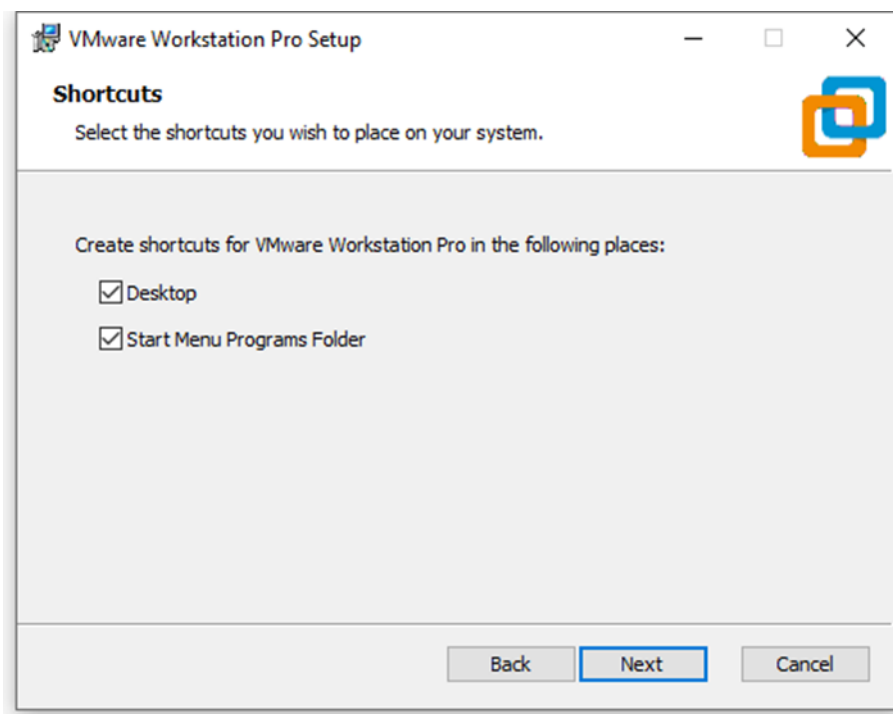 VMware Workstation Pro Setup
Shortcuts
Select the shortcuts you wish to place on your system.
Create shortcuts for VMware Workstation Pro in the following places:
Desktop
Start Menu Programs Folder
Back Next Cancel